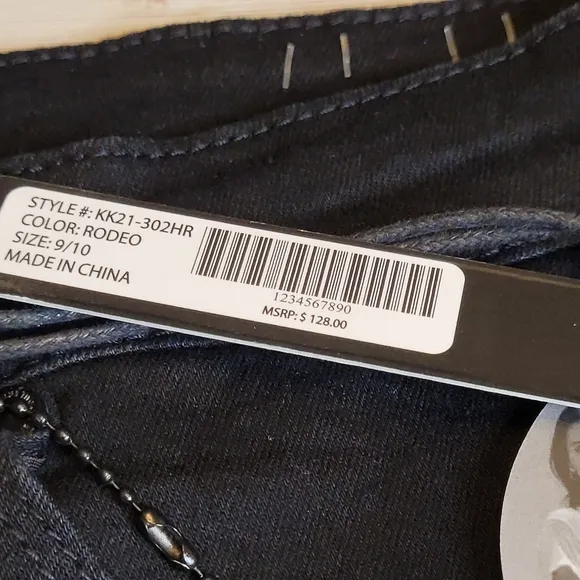 STYLE #: KK21-302HR
COLOR: RODEO
SIZE: 9/10
MADE IN CHINA
1234567890
MSRP: $ 128.00